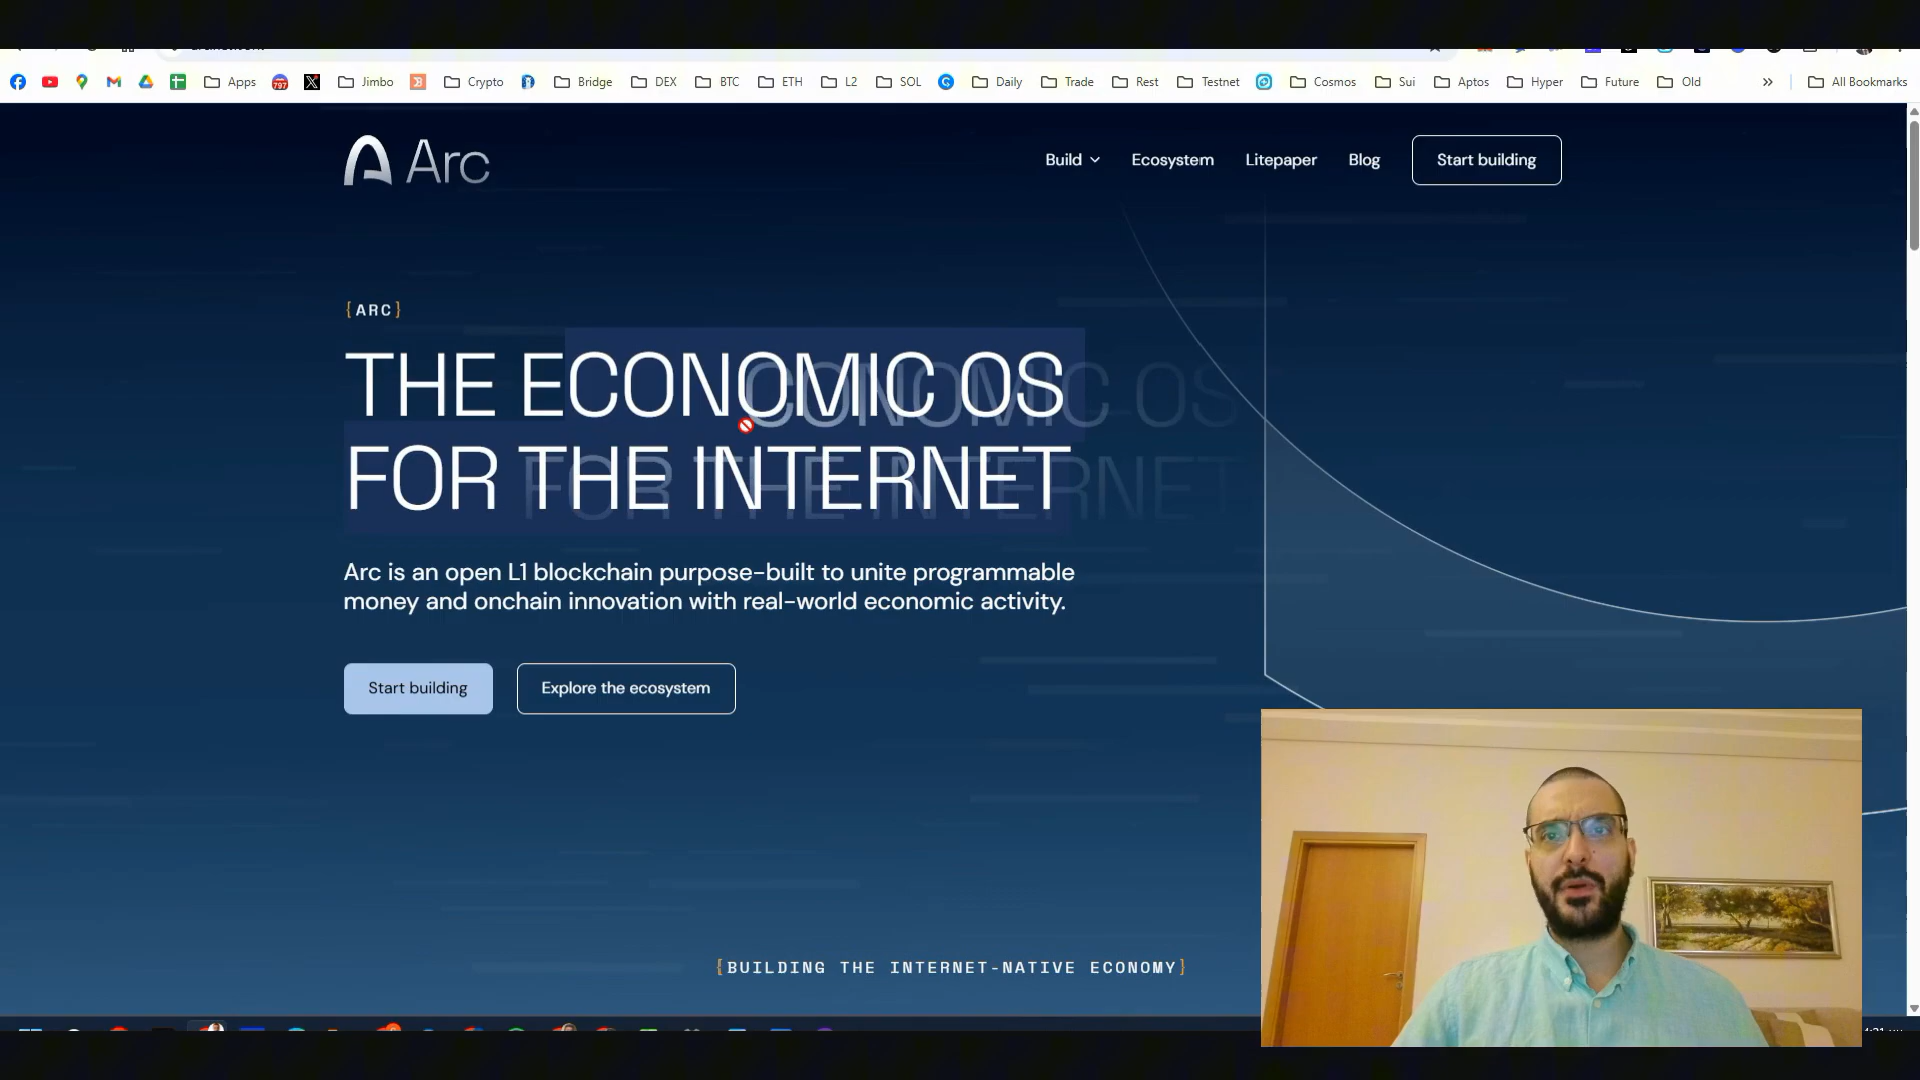 Apps
797
Jimbo
Crypto
Bridge
DEX
BTC
ETH
L2
SOL
Daily
Trade
Rest
Testnet
Cosmos
Sui
Aptos
Hyper
Future
Old
All Bookmarks
Arc
Build
Ecosystem
Litepaper
Blog
Start building
{ARC}
THE ECONOMIC OS
FOR THE INTERNET
Arc is an open L1 blockchain purpose-built to unite programmable
money and onchain innovation with real-world economic activity.
Start building
Explore the ecosystem
{BUILDING THE INTERNET-NATIVE ECONOMY}